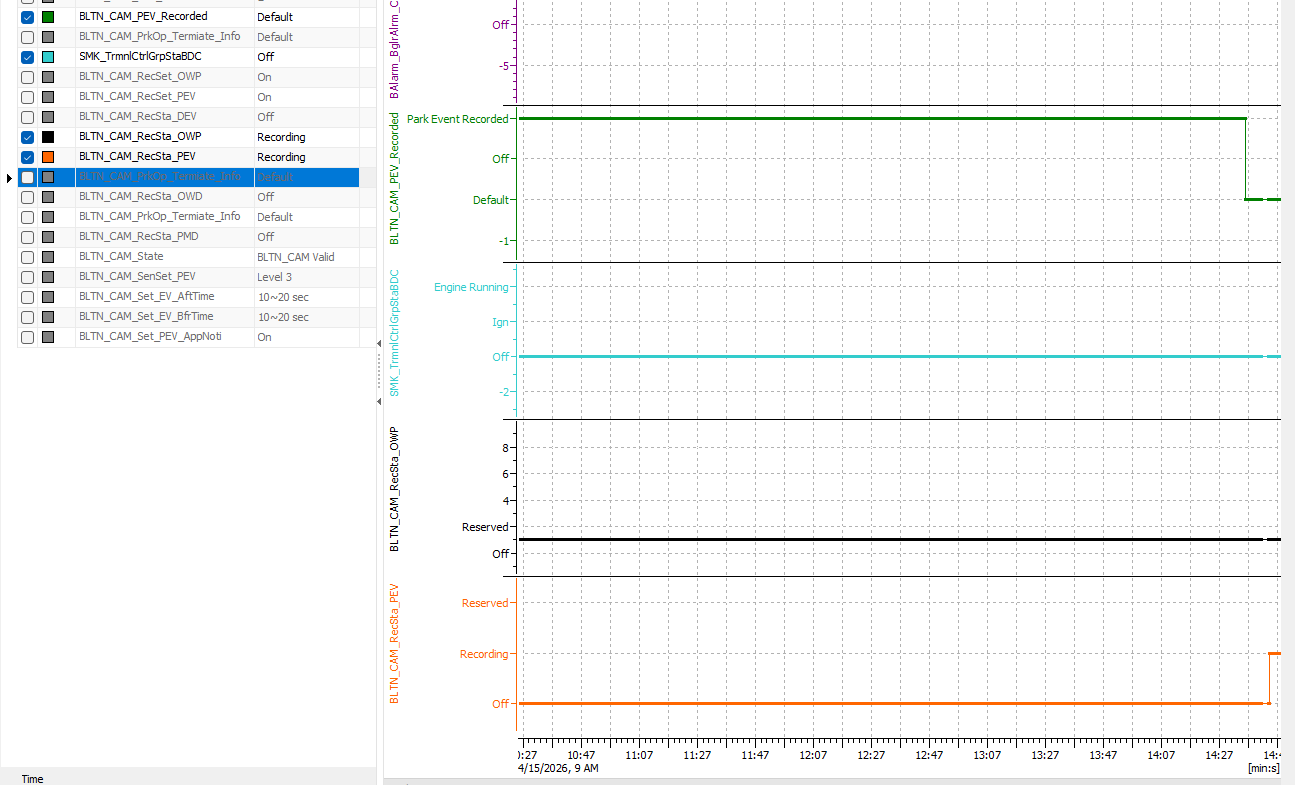 BLTN_CAM_PEV_Recorded Default
BLTN_CAM_PrkOp_Termiate_Info Default
SMK_TrmnlCtrlGrpStaBDC Off
BLTN_CAM_RecSet_OWP On
BLTN_CAM_RecSet_PEV On
BLTN_CAM_RecSta_DEV Off
BLTN_CAM_RecSta_OWP Recording
BLTN_CAM_RecSta_PEV Recording
BLTN_CAM_PrkOp_Termiate_Info Default
BLTN_CAM_RecSta_OWD Off
BLTN_CAM_PrkOp_Termiate_Info Default
BLTN_CAM_RecSta_PMD Off
BLTN_CAM_State BLTN_CAM Valid
BLTN_CAM_SenSet_PEV Level 3
BLTN_CAM_Set_EV_AftTime 10~20 sec
BLTN_CAM_Set_EV_BfrTime 10~20 sec
BLTN_CAM_Set_PEV_AppNoti On
Time
BAlarm_BglrAlrm_C
Off
-5
BLTN_CAM_PEV_Recorded
Park Event Recorded
Off
Default
-1
SMK_TrmnlCtrlGrpStaBDC
Engine Running
Ign
Off
-2
BLTN_CAM_RecSta_OWP
8
6
4
Reserved
Off
BLTN_CAM_RecSta_PEV
Reserved
Recording
Off
):27 10:47 11:07 11:27 11:47 12:07 12:27 12:47 13:07 13:27 13:47 14:07 14:27 14:4
4/15/2026, 9 AM [min:s]